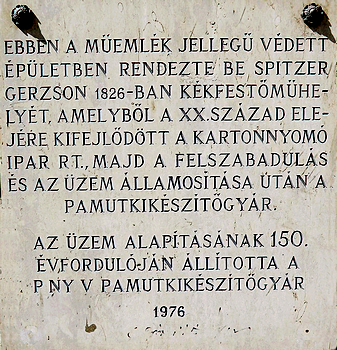 EBBEN A MŰEMLÉK JELLEGŰ VÉDETT
ÉPÜLETBEN RENDEZTE BE SPITZER
GERZSON 1826-BAN KÉKFESTŐMŰHE-
LYÉT, AMELYBŐL A XX.SZÁZAD ELE-
JÉRE KIFEJLŐDÖTT A KARTONNYOMÓ
IPAR RT., MAJD A FELSZABADULÁS
ÉS AZ ÜZEM ÁLLAMOSÍTÁSA UTÁN A
PAMUTKIKÉSZÍTŐGYÁR.
AZ ÜZEM ALAPÍTÁSÁNAK 150.
ÉVFORDULÓJÁN ÁLLÍTOTTA A
P NY V PAMUTKIKÉSZÍTŐGYÁR
1976